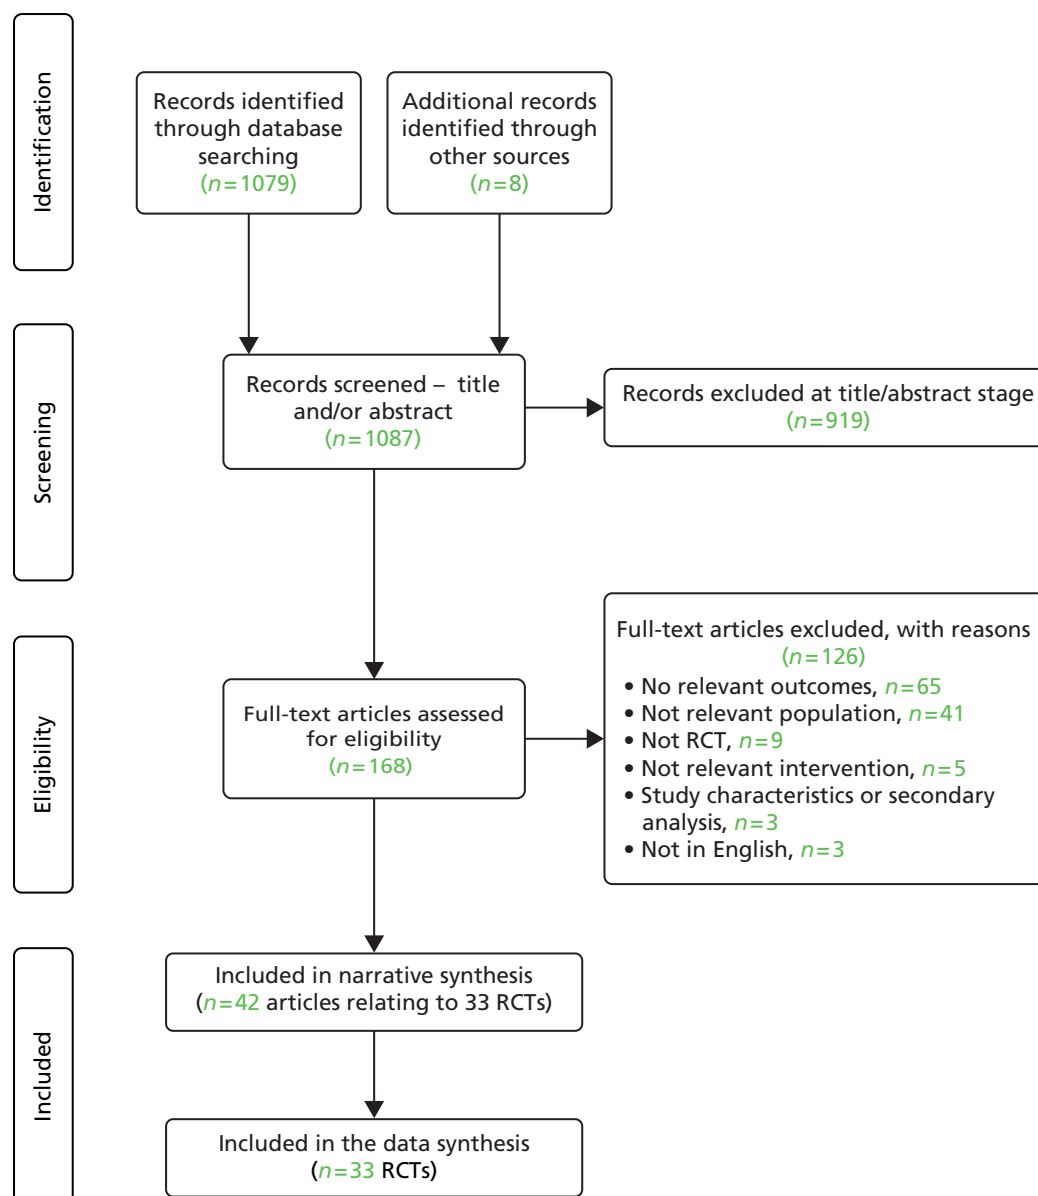 Identification
Records identified
through database
searching
(n=1079)
Additional records
identified through
other sources
(n=8)
Screening
Records screened – title
and/or abstract
(n=1087)
Records excluded at title/abstract stage
(n=919)
Eligibility
Full-text articles assessed
for eligibility
(n=168)
Full-text articles excluded, with reasons
(n=126)
• No relevant outcomes, n=65
• Not relevant population, n=41
• Not RCT, n=9
• Not relevant intervention, n=5
• Study characteristics or secondary
analysis, n=3
• Not in English, n=3
Included
Included in narrative synthesis
(n=42 articles relating to 33 RCTs)
Included in the data synthesis
(n=33 RCTs)